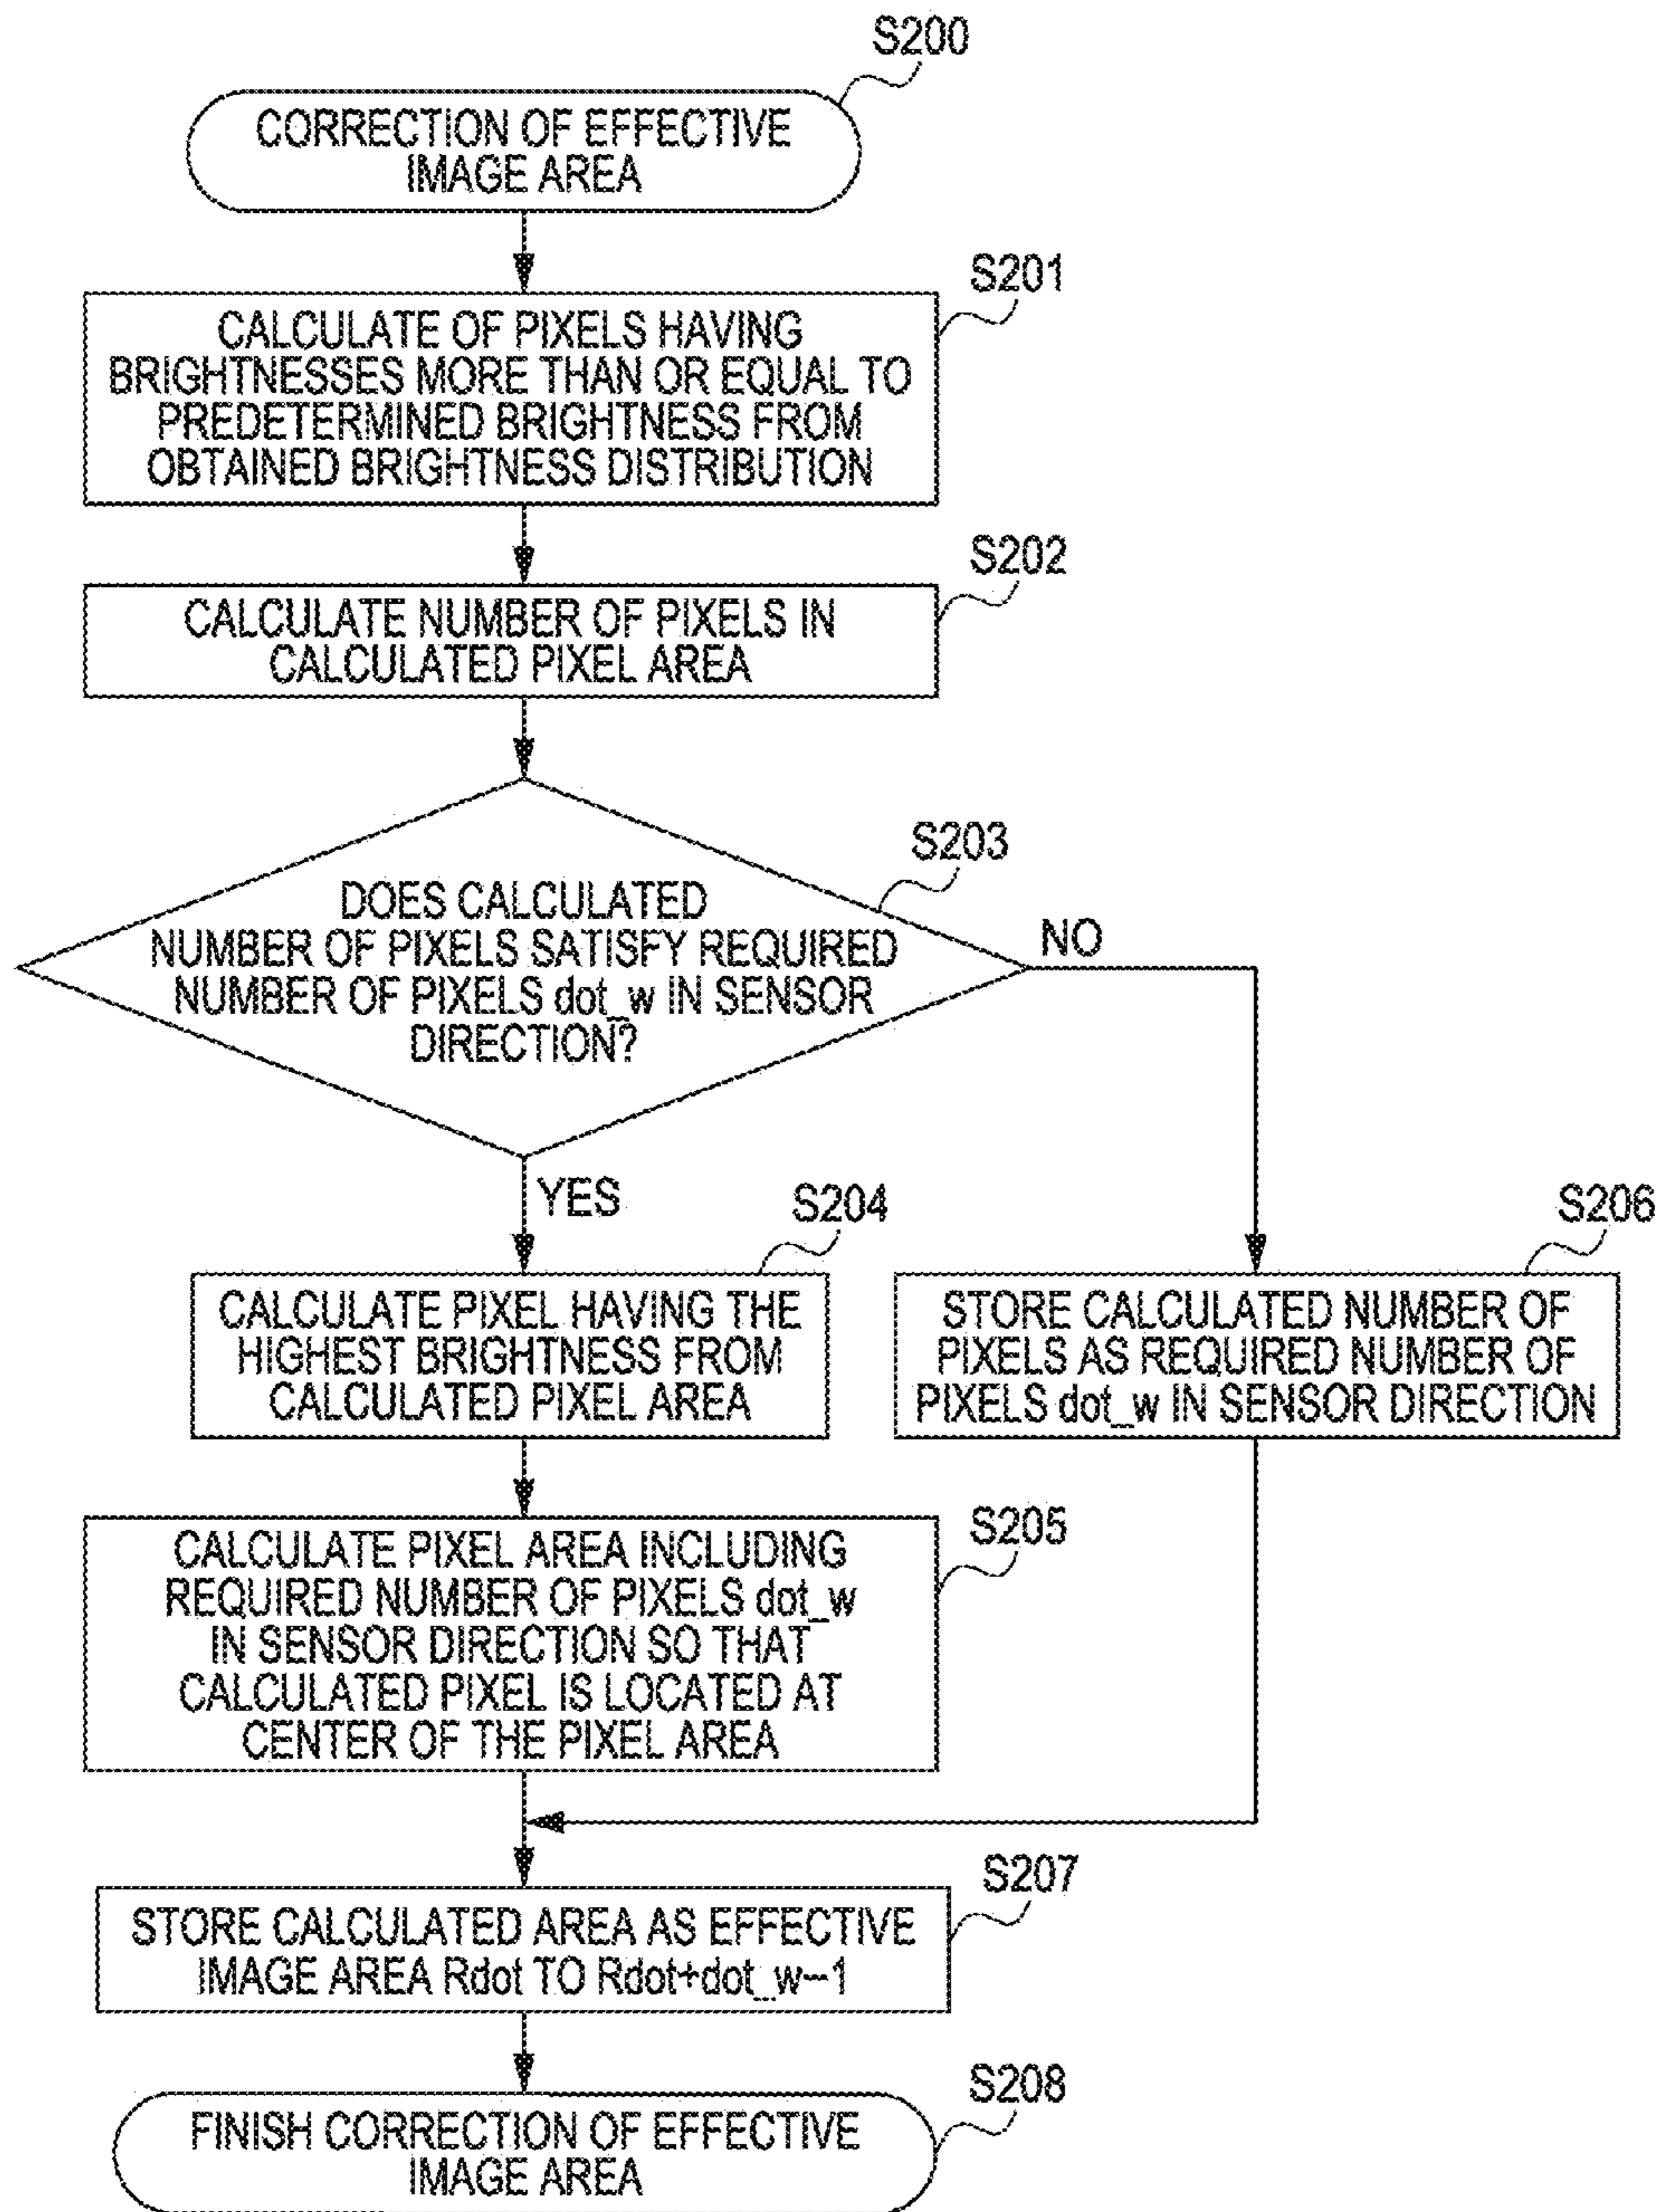 S200
CORRECTION OF EFFECTIVE
IMAGE AREA
S201
CALCULATE OF PIXELS HAVING
BRIGHTNESSES MORE THAN OR EQUAL TO
PREDETERMINED BRIGHTNESS FROM
OBTAINED BRIGHTNESS DISTRIBUTION
S202
CALCULATE NUMBER OF PIXELS IN
CALCULATED PIXEL AREA
S203
DOES CALCULATED
NUMBER OF PIXELS SATISFY REQUIRED
NUMBER OF PIXELS dot_w IN SENSOR
DIRECTION?
NO
YES
S204
CALCULATE PIXEL HAVING THE
HIGHEST BRIGHTNESS FROM
CALCULATED PIXEL AREA
S206
STORE CALCULATED NUMBER OF
PIXELS AS REQUIRED NUMBER OF
PIXELS dot_w IN SENSOR DIRECTION
S205
CALCULATE PIXEL AREA INCLUDING
REQUIRED NUMBER OF PIXELS dot_w
IN SENSOR DIRECTION SO THAT
CALCULATED PIXEL IS LOCATED AT
CENTER OF THE PIXEL AREA
S207
STORE CALCULATED AREA AS EFFECTIVE
IMAGE AREA Rdot TO Rdot+dot_w–1
S208
FINISH CORRECTION OF EFFECTIVE
IMAGE AREA